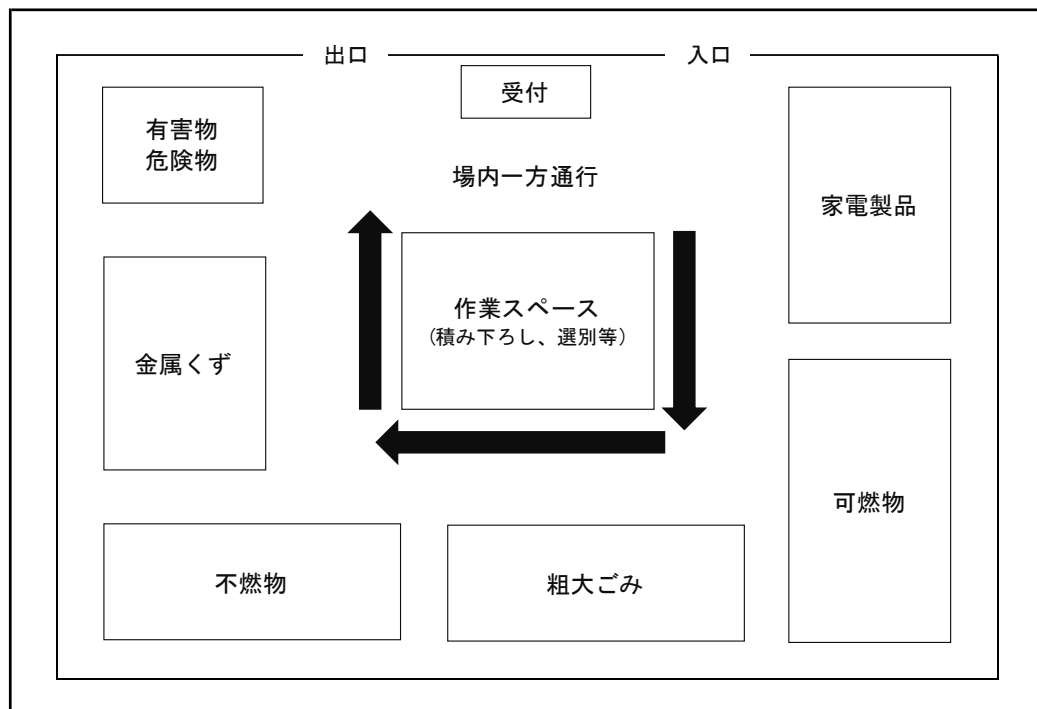 出口
入口
受付
有害物
危険物
場内一方通行
家電製品
作業スペース
(積み下ろし、選別等)
金属くず
可燃物
不燃物
粗大ごみ